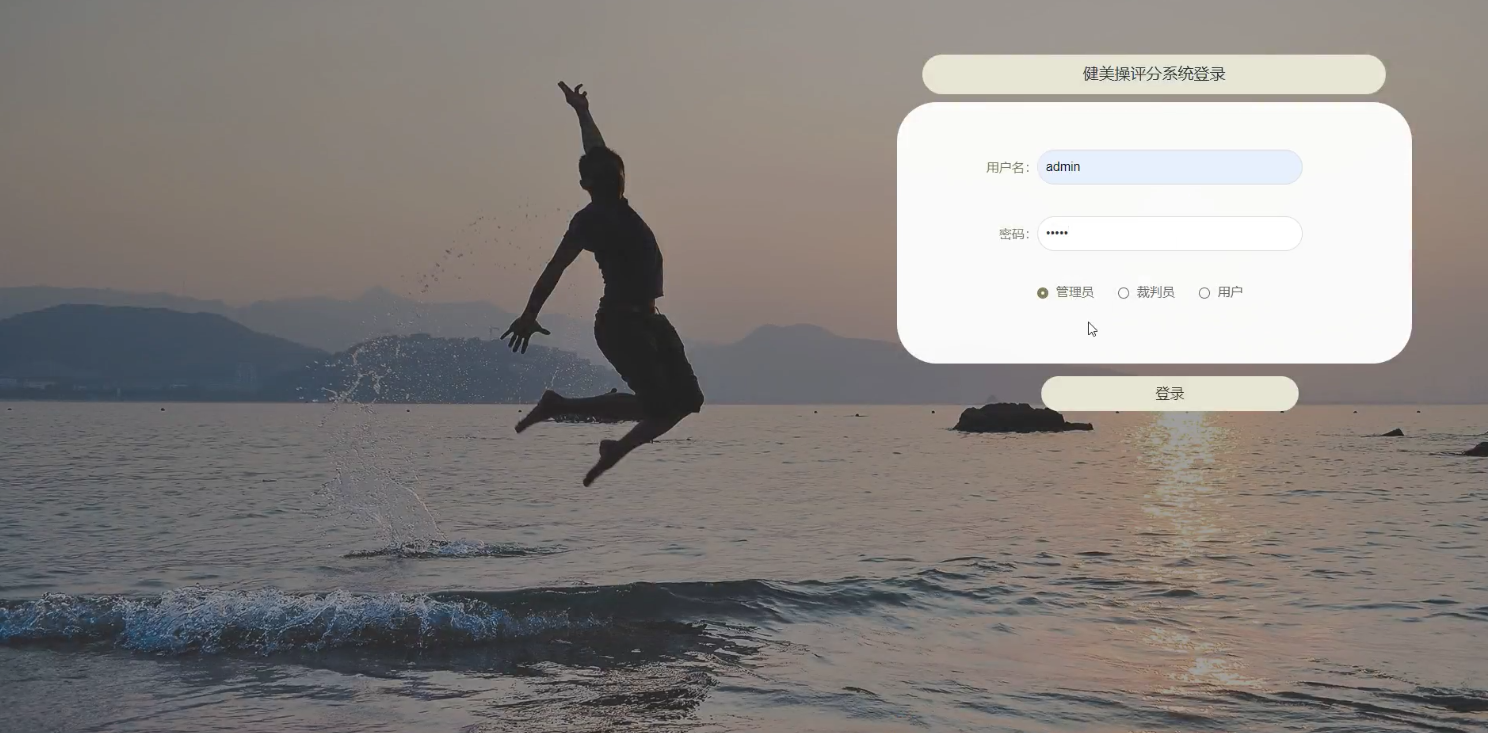 健美操评分系统登录
用户名： admin
密码： •••••
管理员 裁判员 用户
登录